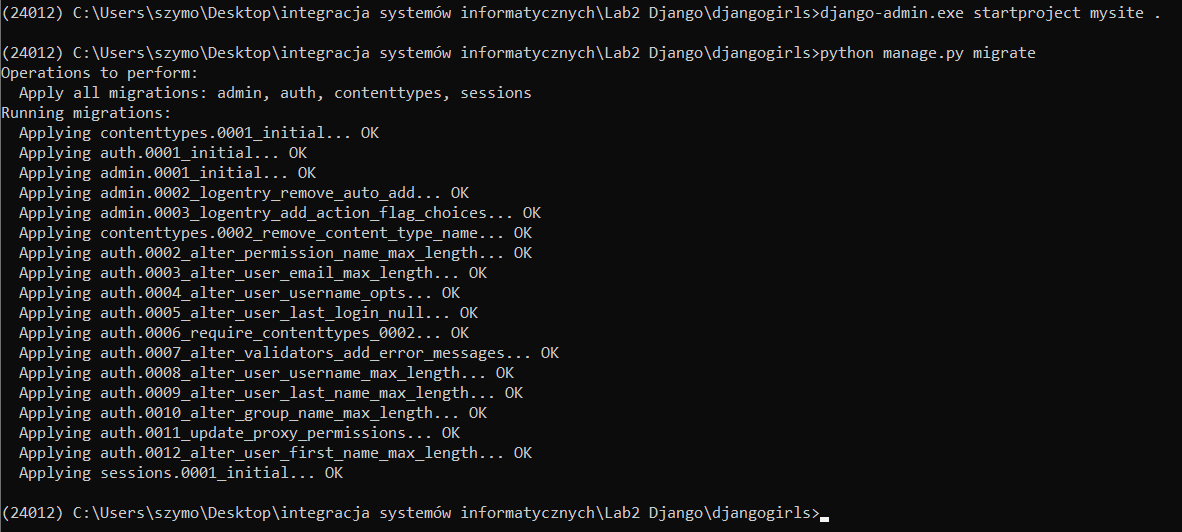 (24012) C:\Users\szymo\Desktop\integracja systemów informatycznych\Lab2 Django\djangogirls>django-admin.exe startproject mysite .
(24012) C:\Users\szymo\Desktop\integracja systemów informatycznych\Lab2 Django\djangogirls>python manage.py migrate
Operations to perform:
  Apply all migrations: admin, auth, contenttypes, sessions
Running migrations:
  Applying contenttypes.0001_initial... OK
  Applying auth.0001_initial... OK
  Applying admin.0001_initial... OK
  Applying admin.0002_logentry_remove_auto_add... OK
  Applying admin.0003_logentry_add_action_flag_choices... OK
  Applying contenttypes.0002_remove_content_type_name... OK
  Applying auth.0002_alter_permission_name_max_length... OK
  Applying auth.0003_alter_user_email_max_length... OK
  Applying auth.0004_alter_user_username_opts... OK
  Applying auth.0005_alter_user_last_login_null... OK
  Applying auth.0006_require_contenttypes_0002... OK
  Applying auth.0007_alter_validators_add_error_messages... OK
  Applying auth.0008_alter_user_username_max_length... OK
  Applying auth.0009_alter_user_last_name_max_length... OK
  Applying auth.0010_alter_group_name_max_length... OK
  Applying auth.0011_update_proxy_permissions... OK
  Applying auth.0012_alter_user_first_name_max_length... OK
  Applying sessions.0001_initial... OK
(24012) C:\Users\szymo\Desktop\integracja systemów informatycznych\Lab2 Django\djangogirls>